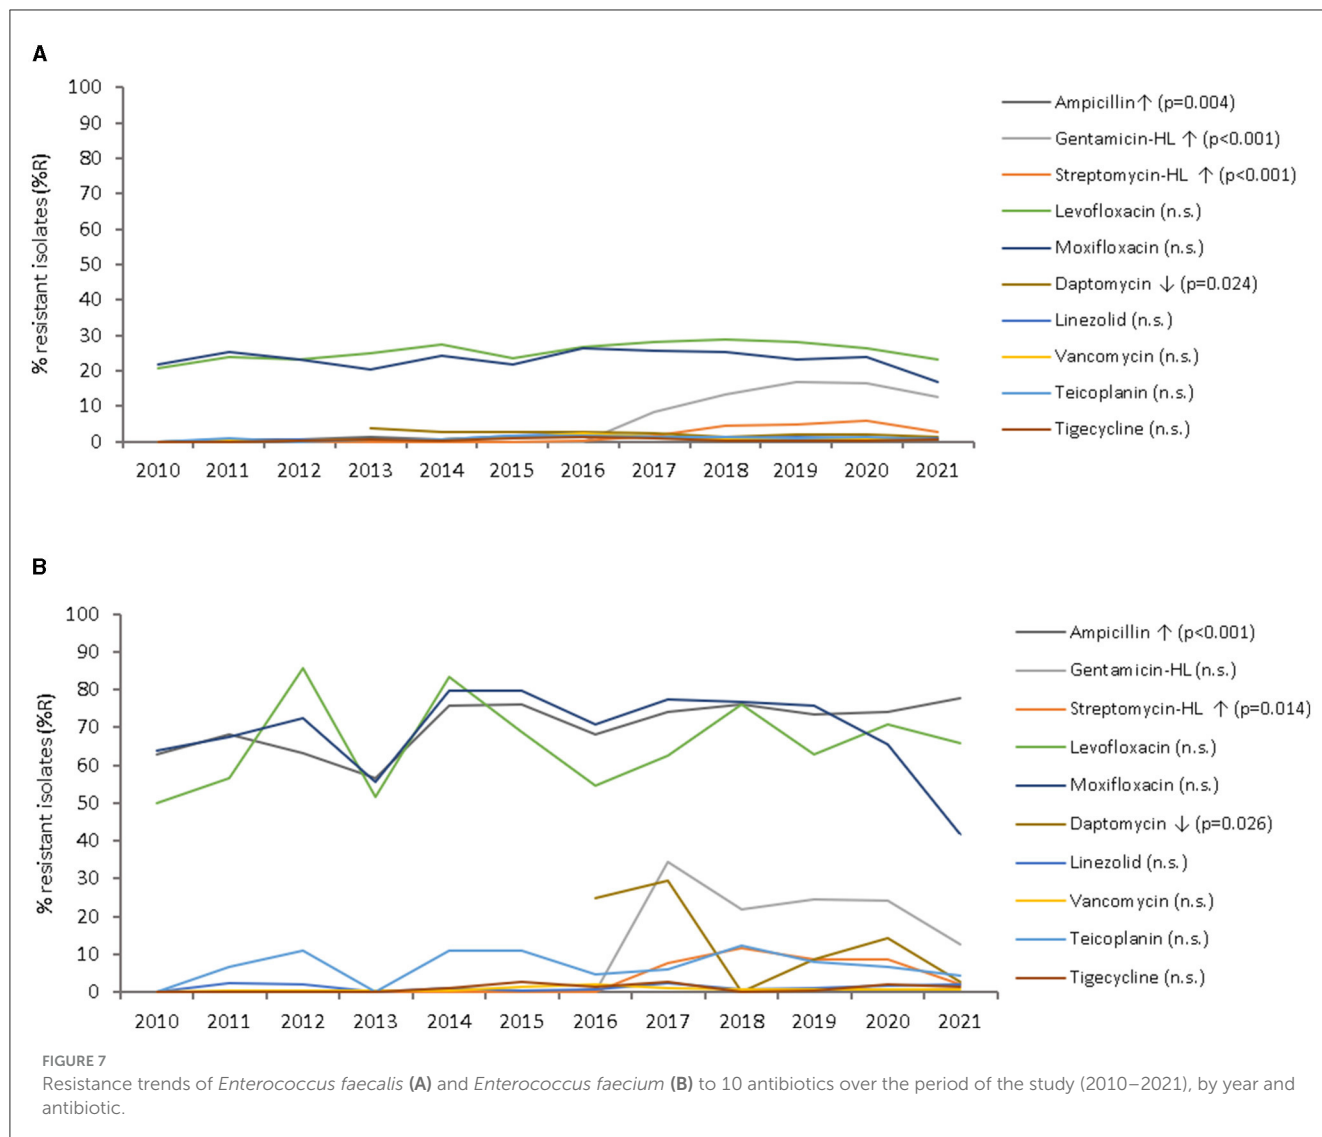 A
100
90
80
70
60
50
40
30
20
10
0
% resistant isolates (%R)
2010 2011 2012 2013 2014 2015 2016 2017 2018 2019 2020 2021
Ampicillin↑ (p=0.004)
Gentamicin-HL ↑ (p<0.001)
Streptomycin-HL ↑ (p<0.001)
Levofloxacin (n.s.)
Moxifloxacin (n.s.)
Daptomycin ↓ (p=0.024)
Linezolid (n.s.)
Vancomycin (n.s.)
Teicoplanin (n.s.)
Tigecycline (n.s.)
B
100
90
80
70
60
50
40
30
20
10
0
% resistant isolates (%R)
2010 2011 2012 2013 2014 2015 2016 2017 2018 2019 2020 2021
Ampicillin ↑ (p<0.001)
Gentamicin-HL (n.s.)
Streptomycin-HL ↑ (p=0.014)
Levofloxacin (n.s.)
Moxifloxacin (n.s.)
Daptomycin ↓ (p=0.026)
Linezolid (n.s.)
Vancomycin (n.s.)
Teicoplanin (n.s.)
Tigecycline (n.s.)
FIGURE 7
Resistance trends of Enterococcus faecalis (A) and Enterococcus faecium (B) to 10 antibiotics over the period of the study (2010–2021), by year and
antibiotic.